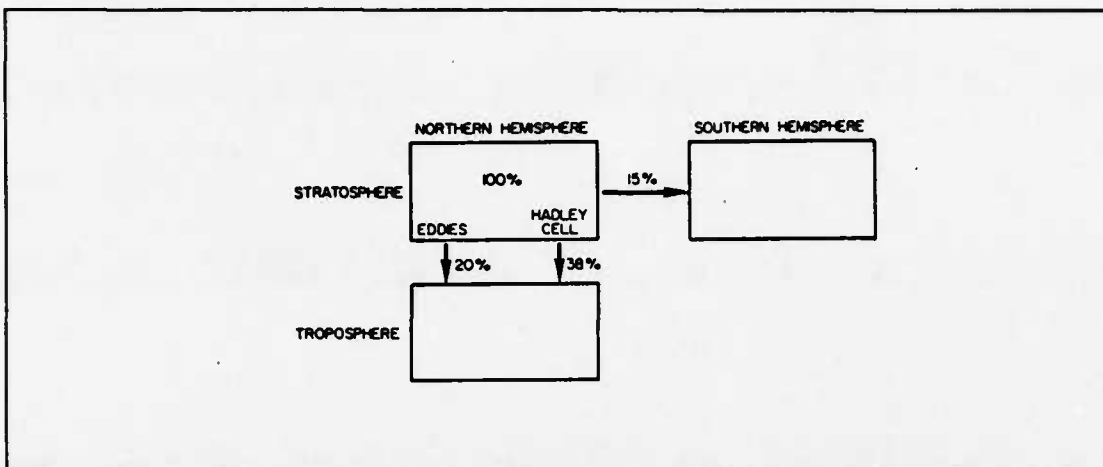 NORTHERN HEMISPHERE
SOUTHERN HEMISPHERE
STRATOSPHERE
100%
15%
EDDIES
HADLEY
CELL
20%
38%
TROPOSPHERE